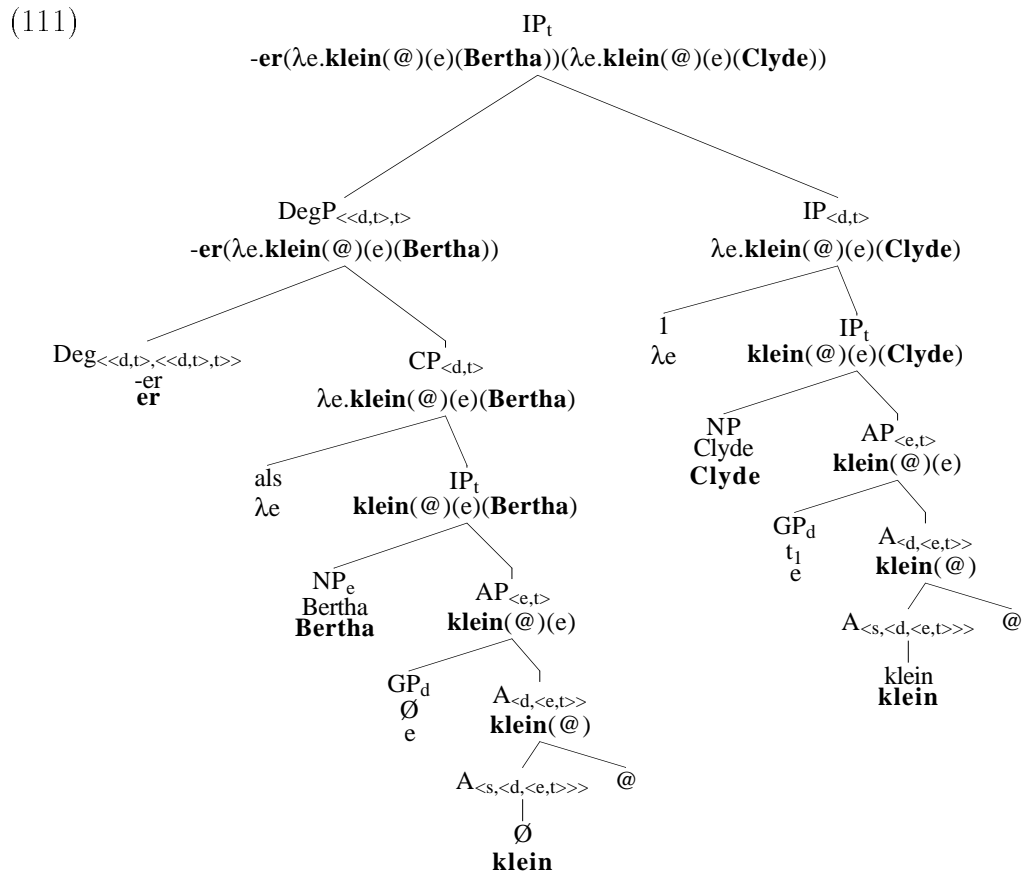 (111)
IPt
-er(λe.klein(@)(e)(Bertha))(λe.klein(@)(e)(Clyde))
DegP<<d,t>,t>
IP<d,t>
-er(λe.klein(@)(e)(Bertha))
λe.klein(@)(e)(Clyde)
Deg<<d,t>,<<d,t>,t>>
-er
er
CP<d,t>
λe.klein(@)(e)(Bertha)
1
λe
IPt
klein(@)(e)(Clyde)
als
λe
IPt
klein(@)(e)(Bertha)
NP
Clyde
Clyde
AP<e,t>
klein(@)(e)
NPe
Bertha
Bertha
AP<e,t>
klein(@)(e)
GPd
t1
e
A<d,<e,t>>
klein(@)
GPd
Ø
e
A<d,<e,t>>
klein(@)
A<s,<d,<e,t>>>
@
klein
klein
A<s,<d,<e,t>>>
@
Ø
klein